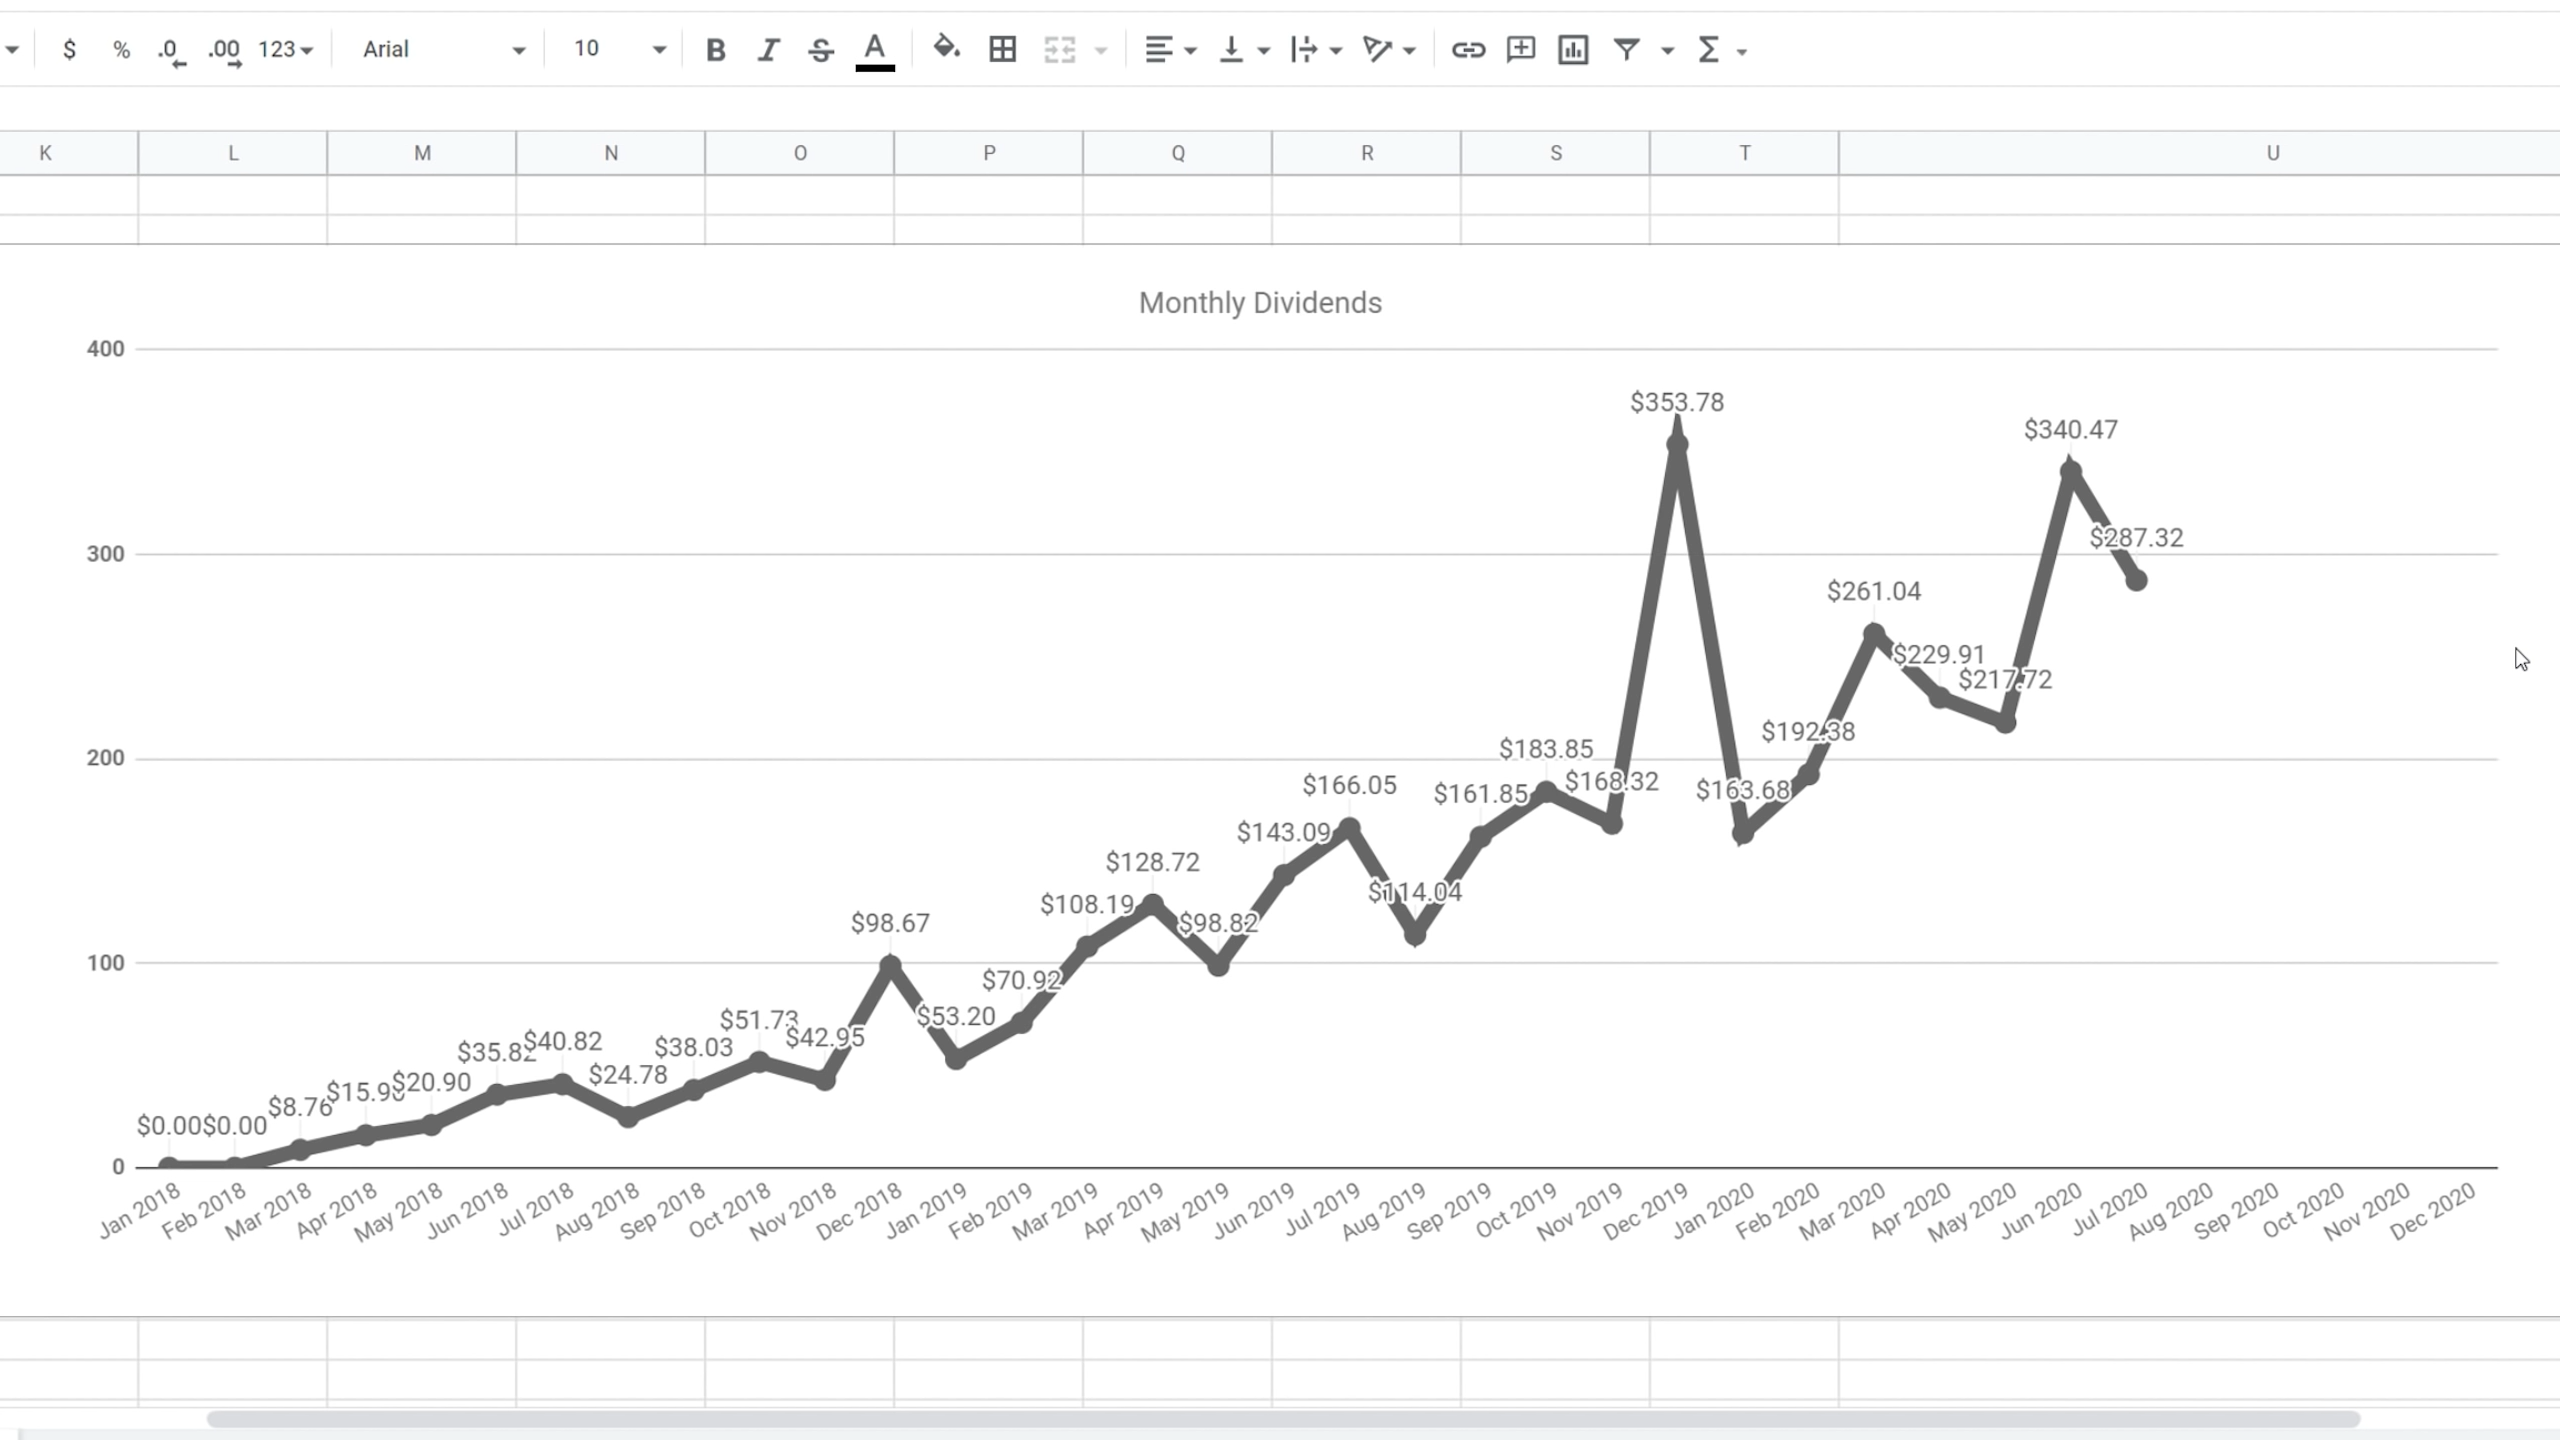 $ % .0 .00 123 Arial 10 B I S A
K L M N O P Q R S T U
Monthly Dividends
400
$353.78
$340.47
300
$287.32
$261.04
$229.91
$217.72
200
$192.38
$183.85
$168.32
$163.68
$166.05
$161.85
$143.09
$114.04
$128.72
$108.19
$98.82
$98.67
100
$70.92
$53.20
$51.73
$42.95
$40.82
$38.03
$35.82
$24.78
$20.90
$15.90
$8.76
$0.00 $0.00
0
Jan 2018
Feb 2018
Mar 2018
Apr 2018
May 2018
Jun 2018
Jul 2018
Aug 2018
Sep 2018
Oct 2018
Nov 2018
Dec 2018
Jan 2019
Feb 2019
Mar 2019
Apr 2019
May 2019
Jun 2019
Jul 2019
Aug 2019
Sep 2019
Oct 2019
Nov 2019
Dec 2019
Jan 2020
Feb 2020
Mar 2020
Apr 2020
May 2020
Jun 2020
Jul 2020
Aug 2020
Sep 2020
Oct 2020
Nov 2020
Dec 2020